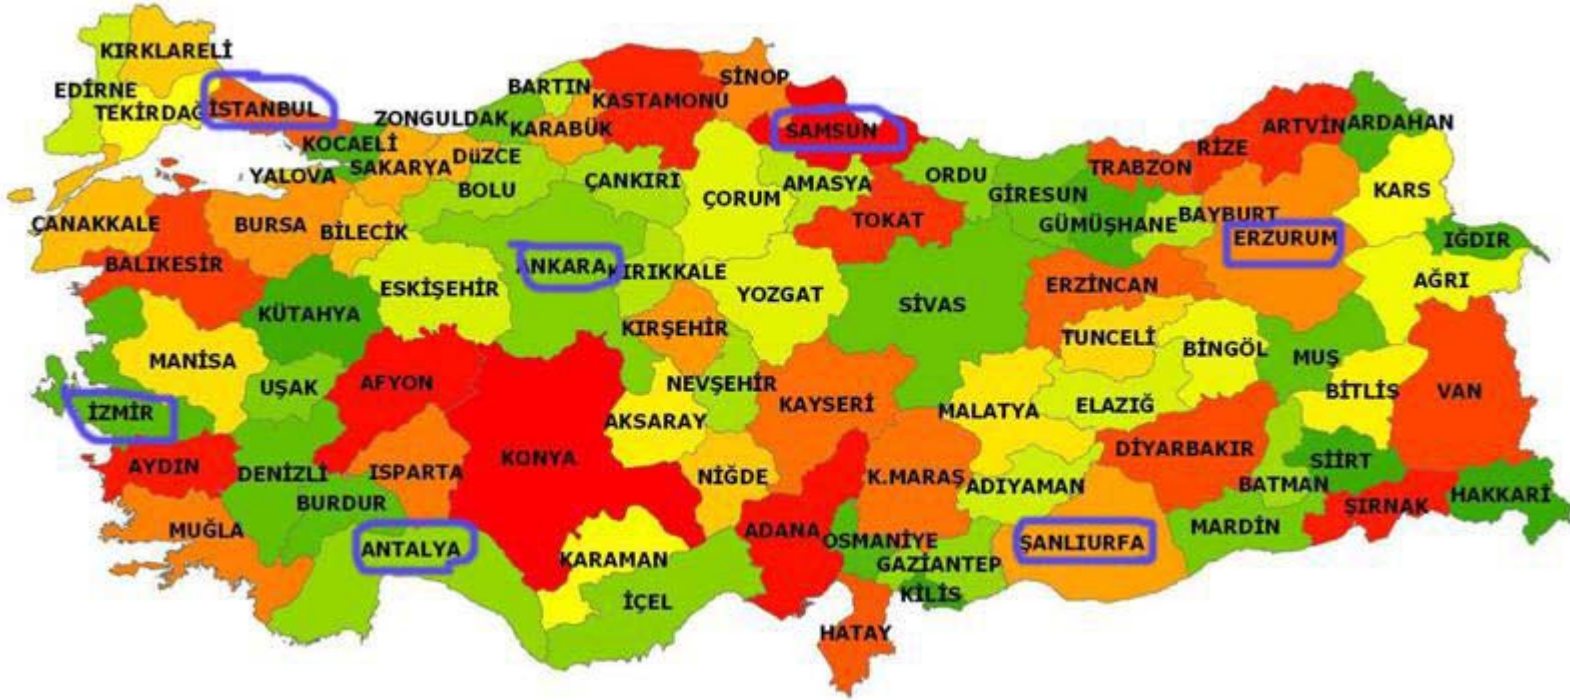 KIRKLARELİ
EDİRNE
TEKİRDAĞ
İSTANBUL
KOCAELİ
YALOVA
SAKARYA
ZONGULDAK
DüZCE
BOLU
BARTIN
KARABÜK
KASTAMONU
SİNOP
SAMSUN
ÇANKIRI
ÇORUM
AMASYA
TOKAT
ORDU
GİRESUN
GÜMÜŞHANE
TRABZON
RİZE
ARTVİN
ARDAHAN
BAYBURT
KARS
ERZURUM
IĞDIR
AĞRI
ÇANAKKALE
BURSA
BİLECİK
BALIKESİR
ESKİŞEHİR
KÜTAHYA
ANKARA
KIRIKKALE
YOZGAT
KIRŞEHİR
SİVAS
ERZİNCAN
TUNCELİ
BİNGÖL
MUŞ
BİTLİS
VAN
MANİSA
UŞAK
AFYON
İZMİR
AYDIN
DENİZLİ
ISPARTA
BURDUR
MUĞLA
ANTALYA
KONYA
AKSARAY
NEVŞEHİR
NİĞDE
KAYSERİ
MALATYA
ELAZIĞ
DİYARBAKIR
BATMAN
SİİRT
ŞIRNAK
HAKKARİ
MARDİN
K.MARAŞ
ADIYAMAN
ŞANLIURFA
ADANA
OSMANİYE
GAZİANTEP
KİLİS
KARAMAN
İÇEL
HATAY